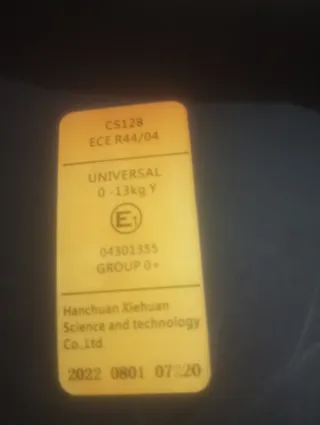 CS128
ECE R44/04
UNIVERSAL
0 -13kg Y
E1
04301355
GROUP 0+
Hanchuan Xiehuan
Science and technology
Co.,Ltd
2022 0801